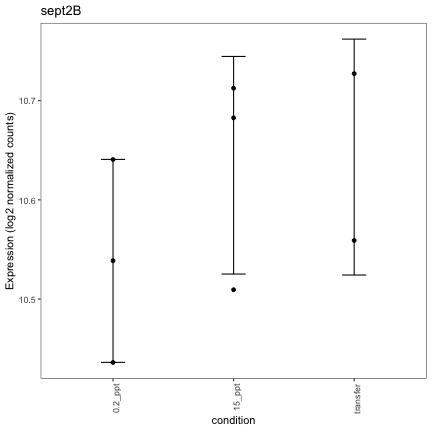 sept2B
Expression (log2 normalized counts)
10.7
10.6
10.5
0.2_ppt
15_ppt
transfer
condition